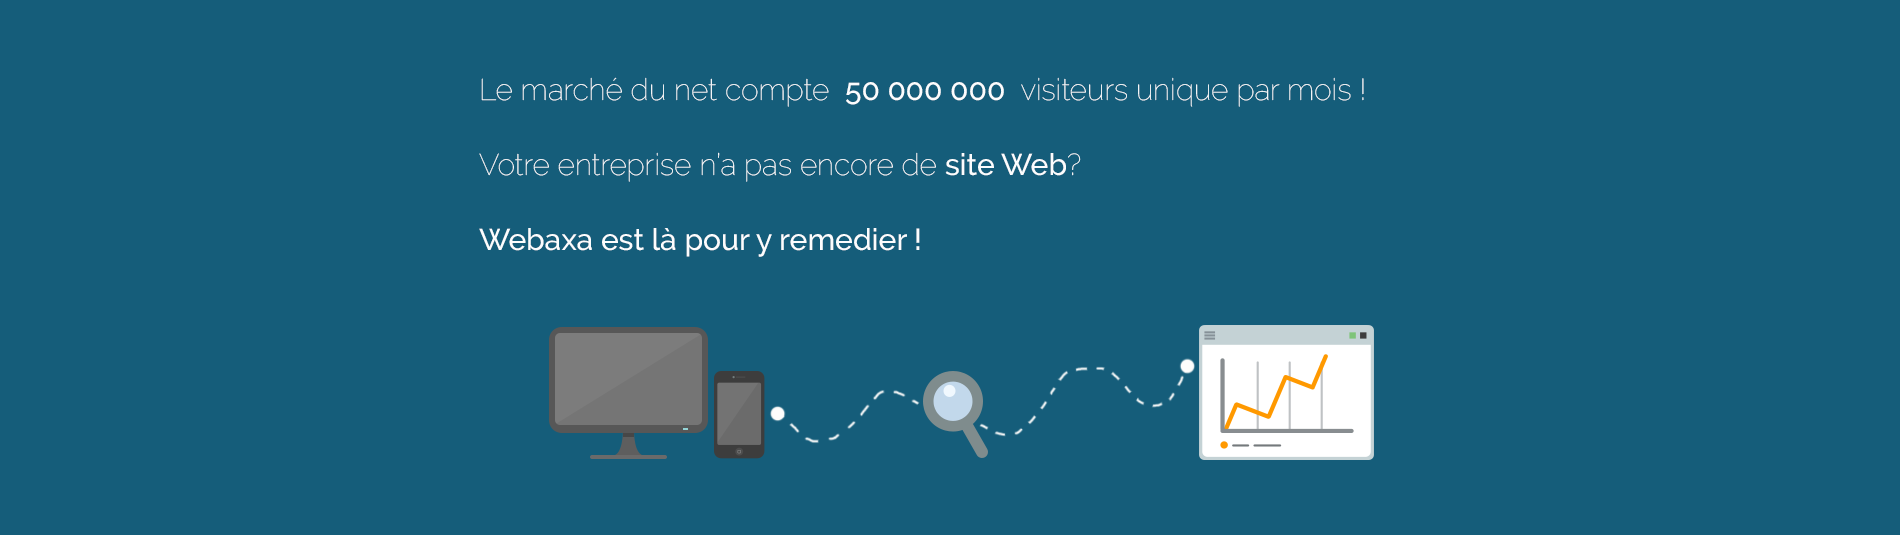 Le marché du net compte 50 000 000 visiteurs unique par mois !
Votre entreprise n'a pas encore de site Web?
Webaxa est là pour y remedier !